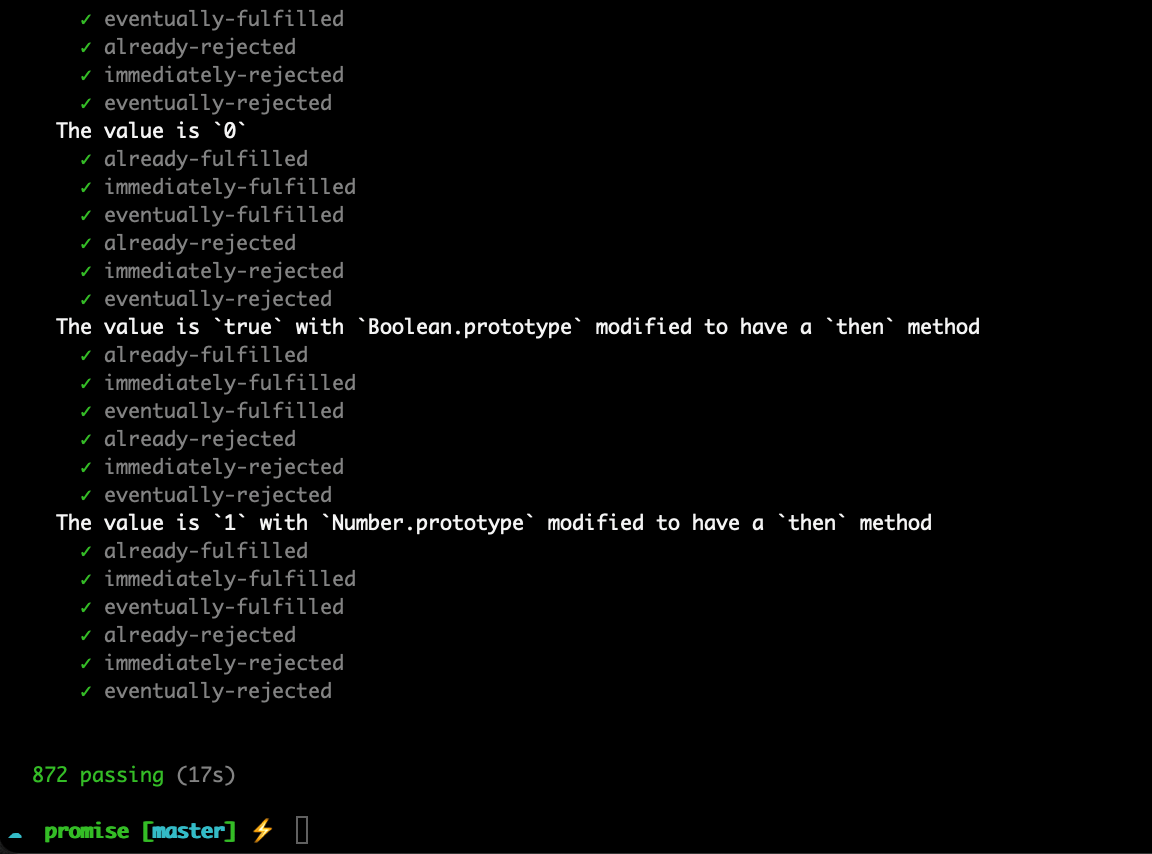 ✓ eventually-fulfilled
✓ already-rejected
✓ immediately-rejected
✓ eventually-rejected
The value is `0`
✓ already-fulfilled
✓ immediately-fulfilled
✓ eventually-fulfilled
✓ already-rejected
✓ immediately-rejected
✓ eventually-rejected
The value is `true` with `Boolean.prototype` modified to have a `then` method
✓ already-fulfilled
✓ immediately-fulfilled
✓ eventually-fulfilled
✓ already-rejected
✓ immediately-rejected
✓ eventually-rejected
The value is `1` with `Number.prototype` modified to have a `then` method
✓ already-fulfilled
✓ immediately-fulfilled
✓ eventually-fulfilled
✓ already-rejected
✓ immediately-rejected
✓ eventually-rejected
872 passing (17s)
☁ promise [master] ⚡